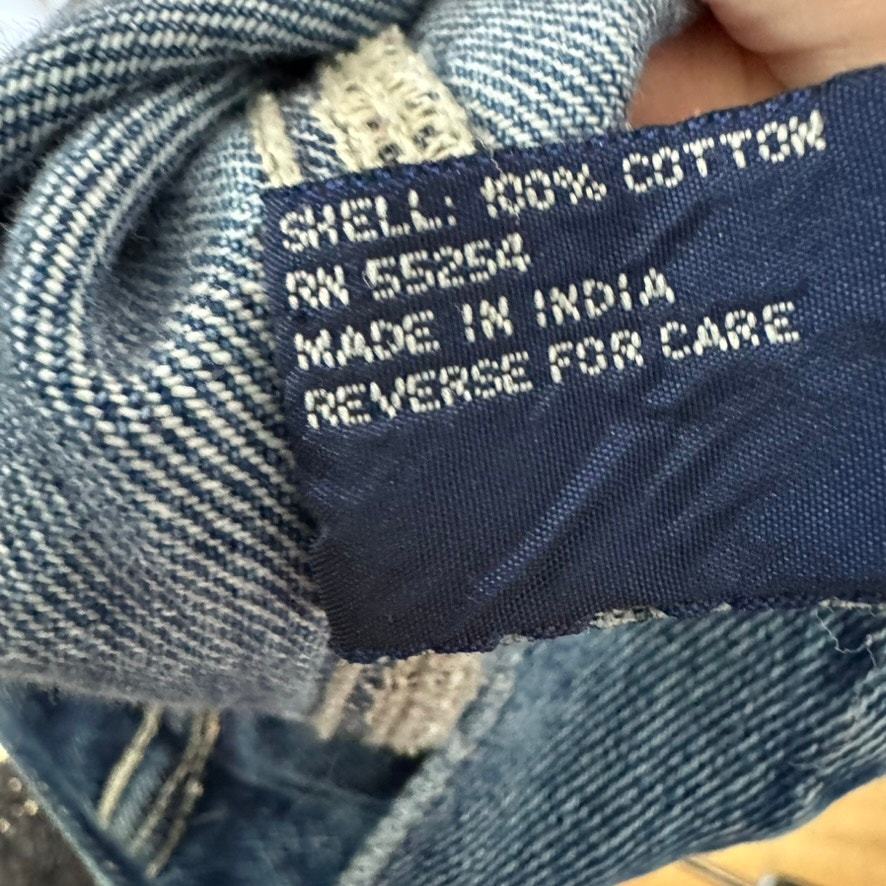 SHELL: 100% COTTON
RN 55254
MADE IN INDIA
REVERSE FOR CARE